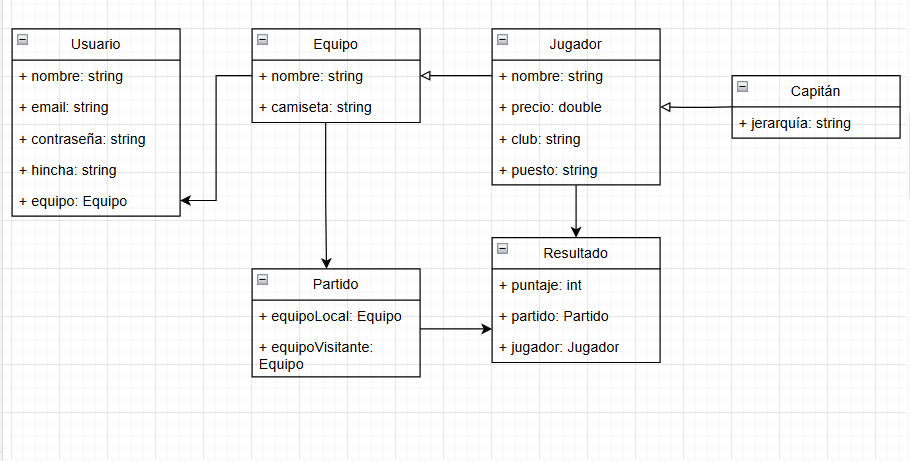 Usuario
+ nombre: string
+ email: string
+ contraseña: string
+ hincha: string
+ equipo: Equipo
Equipo
+ nombre: string
+ camiseta: string
Jugador
+ nombre: string
+ precio: double
+ club: string
+ puesto: string
Capitán
+ jerarquía: string
Partido
+ equipoLocal: Equipo
+ equipoVisitante:
Equipo
Resultado
+ puntaje: int
+ partido: Partido
+ jugador: Jugador